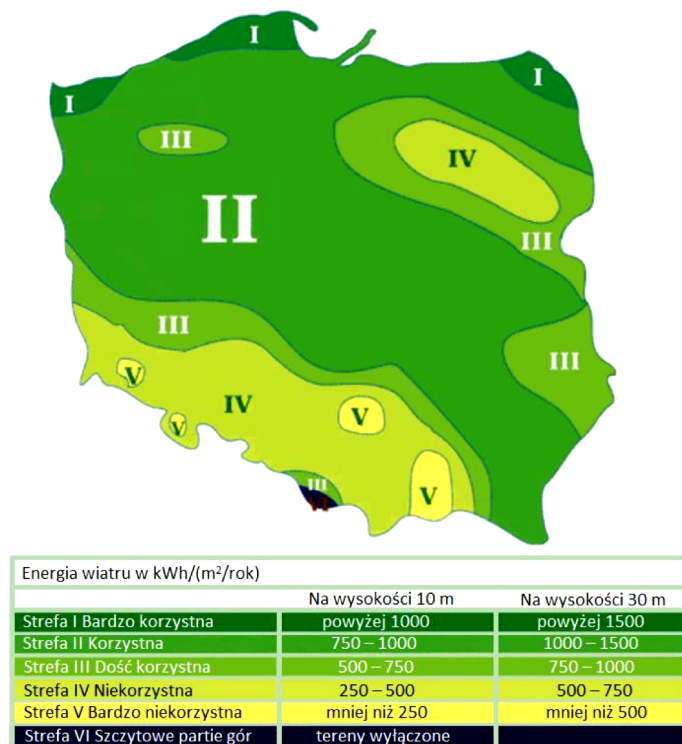 I
I
I
III
IV
II
III
III
III
V
IV
V
V
III
VI
V
Energia wiatru w kWh/(m²/rok)
Na wysokości 10 m Na wysokości 30 m
Strefa I Bardzo korzystna powyżej 1000 powyżej 1500
Strefa II Korzystna 750 – 1000 1000 – 1500
Strefa III Dość korzystna 500 – 750 750 – 1000
Strefa IV Niekorzystna 250 – 500 500 – 750
Strefa V Bardzo niekorzystna mniej niż 250 mniej niż 500
Strefa VI Szczytowe partie gór tereny wyłączone